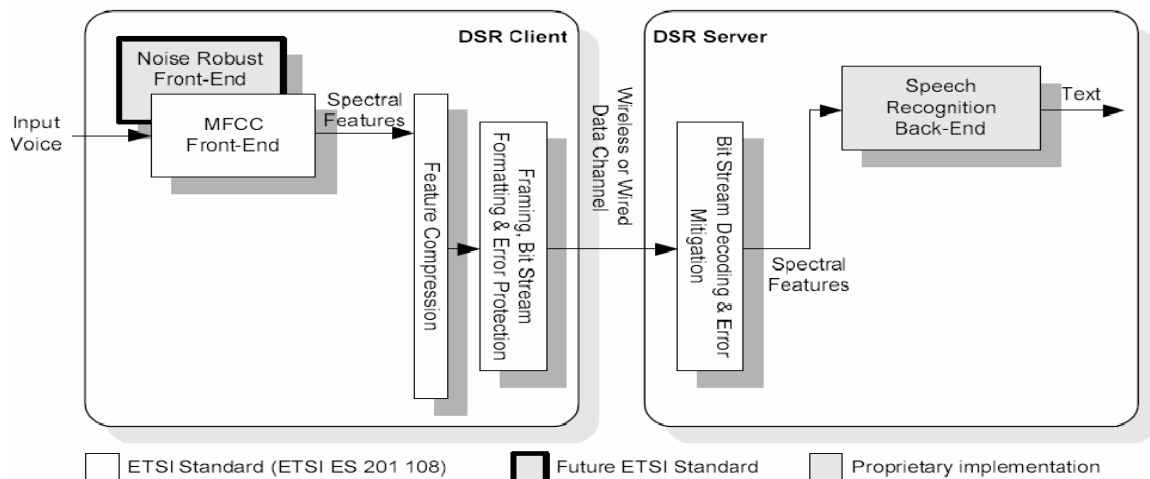 DSR Client
DSR Server
Noise Robust
Front-End
MFCC
Front-End
Input
Voice
Spectral
Features
Feature Compression
Framing, Bit Stream
Formatting & Error Protection
Wireless or Wired
Data Channel
Bit Stream Decoding & Error
Mitigation
Spectral
Features
Speech
Recognition
Back-End
Text
ETSI Standard (ETSI ES 201 108)
Future ETSI Standard
Proprietary implementation